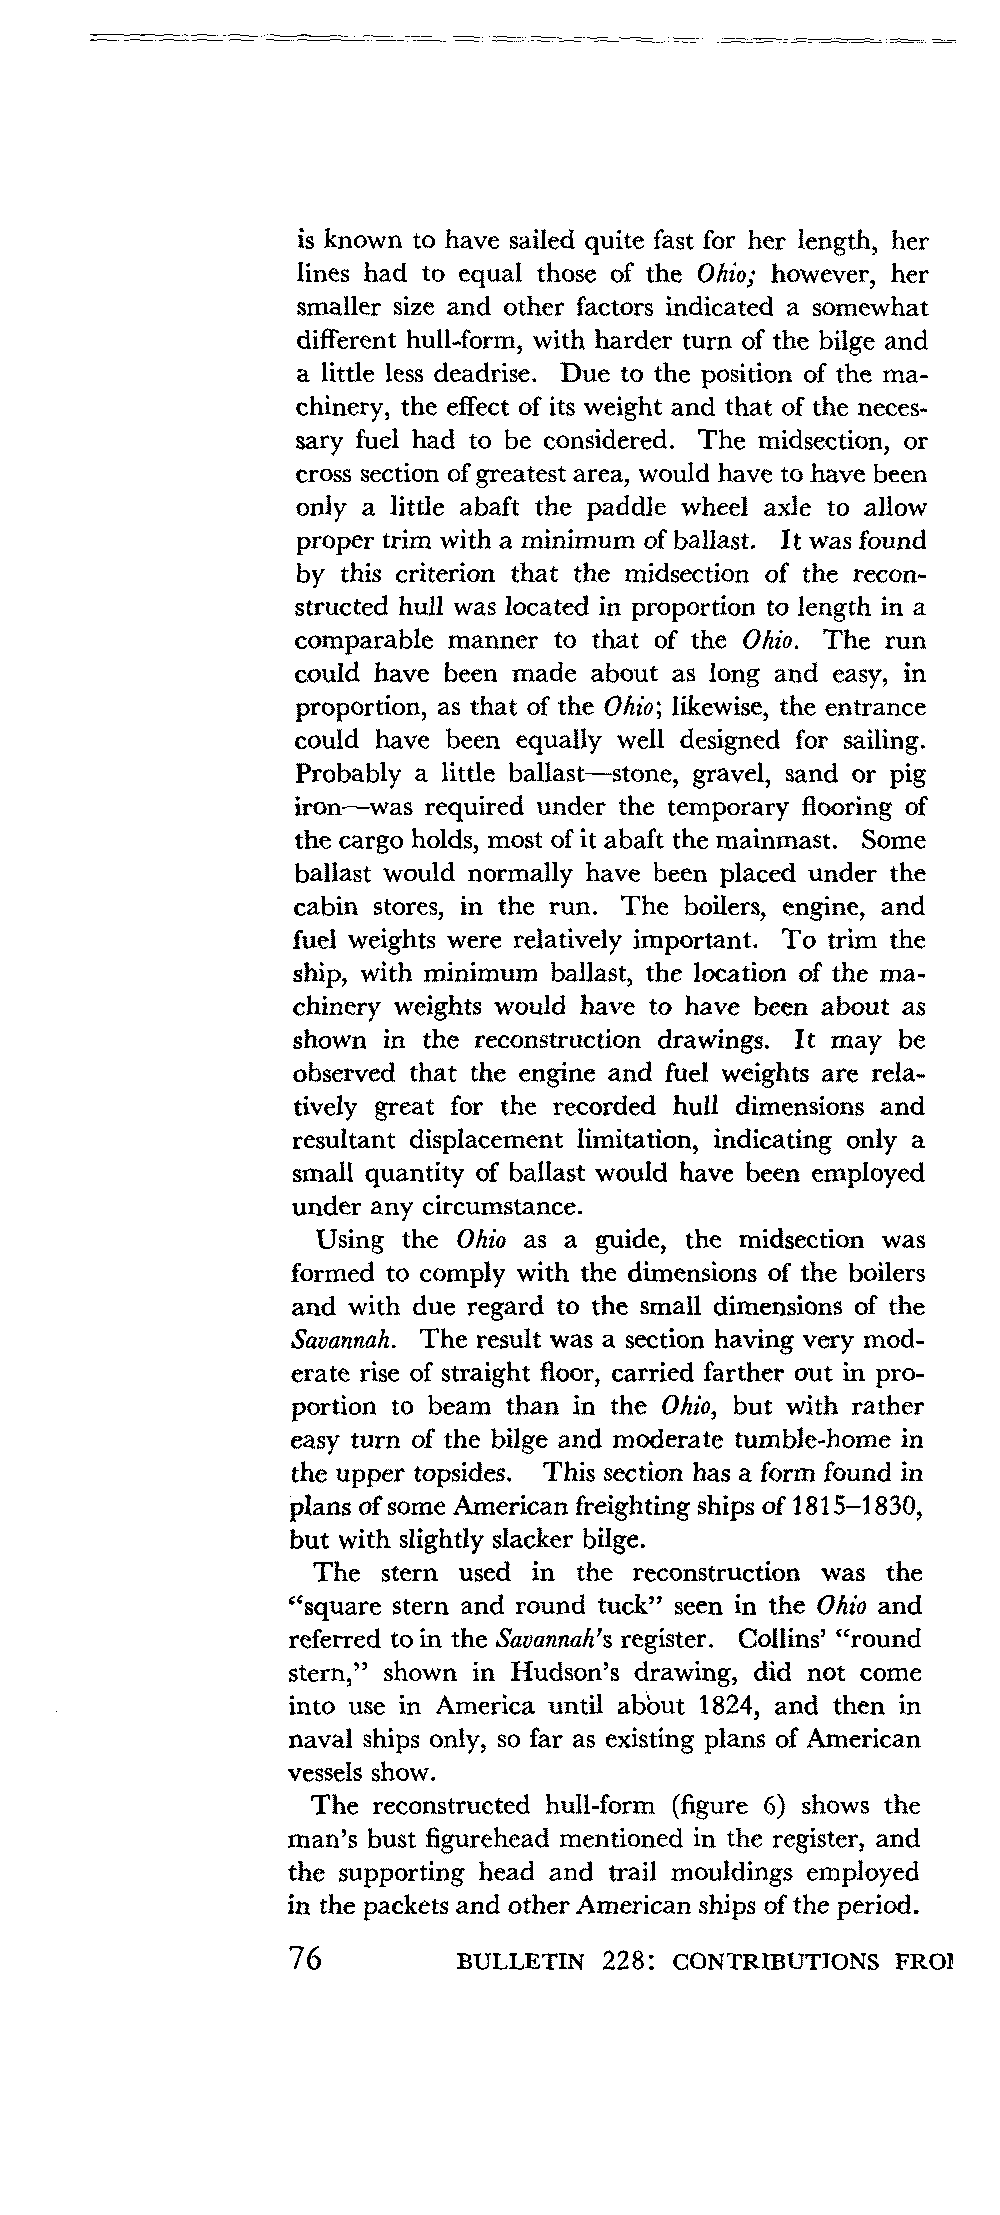 is known to have sailed quite fast for her length, her
lines had to equal those of the Ohio; however, her
smaller size and other factors indicated a somewhat
different hull-form, with harder turn of the bilge and
a little less deadrise. Due to the position of the ma-
chinery, the effect of its weight and that of the neces-
sary fuel had to be considered. The midsection, or
cross section of greatest area, would have to have been
only a little abaft the paddle wheel axle to allow
proper trim with a minimum of ballast. It was found
by this criterion that the midsection of the recon-
structed hull was located in proportion to length in a
comparable manner to that of the Ohio. The run
could have been made about as long and easy, in
proportion, as that of the Ohio; likewise, the entrance
could have been equally well designed for sailing.
Probably a little ballast—stone, gravel, sand or pig
iron—was required under the temporary flooring of
the cargo holds, most of it abaft the mainmast. Some
ballast would normally have been placed under the
cabin stores, in the run. The boilers, engine, and
fuel weights were relatively important. To trim the
ship, with minimum ballast, the location of the ma-
chinery weights would have to have been about as
shown in the reconstruction drawings. It may be
observed that the engine and fuel weights are rela-
tively great for the recorded hull dimensions and
resultant displacement limitation, indicating only a
small quantity of ballast would have been employed
under any circumstance.
Using the Ohio as a guide, the midsection was
formed to comply with the dimensions of the boilers
and with due regard to the small dimensions of the
Savannah. The result was a section having very mod-
erate rise of straight floor, carried farther out in pro-
portion to beam than in the Ohio, but with rather
easy turn of the bilge and moderate tumble-home in
the upper topsides. This section has a form found in
plans of some American freighting ships of 1815–1830,
but with slightly slacker bilge.
The stern used in the reconstruction was the
“square stern and round tuck” seen in the Ohio and
referred to in the Savannah's register. Collins’ “round
stern,” shown in Hudson’s drawing, did not come
into use in America until about 1824, and then in
naval ships only, so far as existing plans of American
vessels show.
The reconstructed hull-form (figure 6) shows the
man’s bust figurehead mentioned in the register, and
the supporting head and trail mouldings employed
in the packets and other American ships of the period.
76 BULLETIN 228: CONTRIBUTIONS FRO